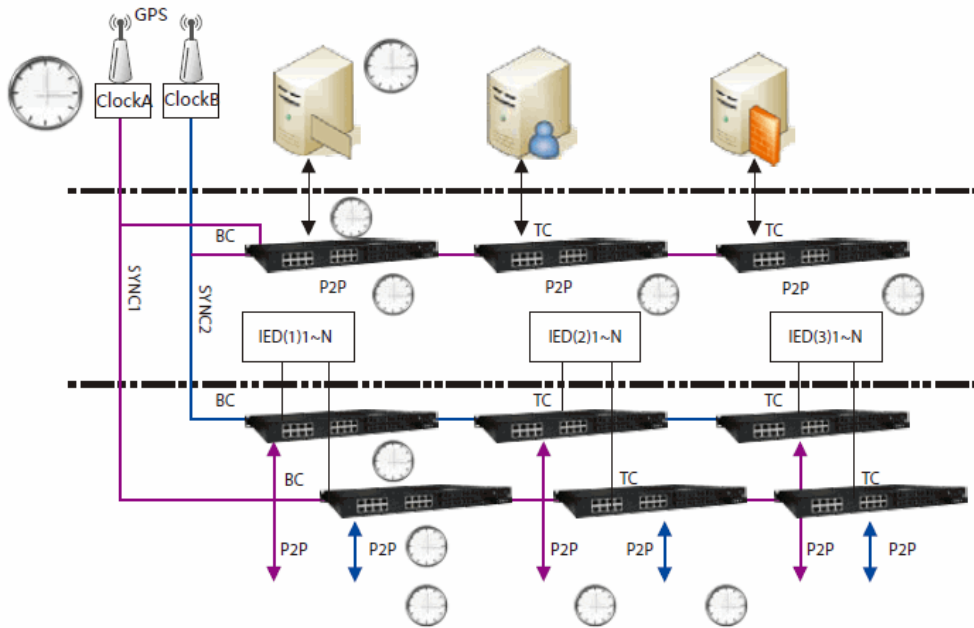 GPS
ClockA ClockB
BC TC TC
P2P P2P
SYNC1 SYNC2
IED(1)1~N IED(2)1~N IED(3)1~N
BC TC TC
BC TC TC
P2P P2P P2P P2P P2P P2P